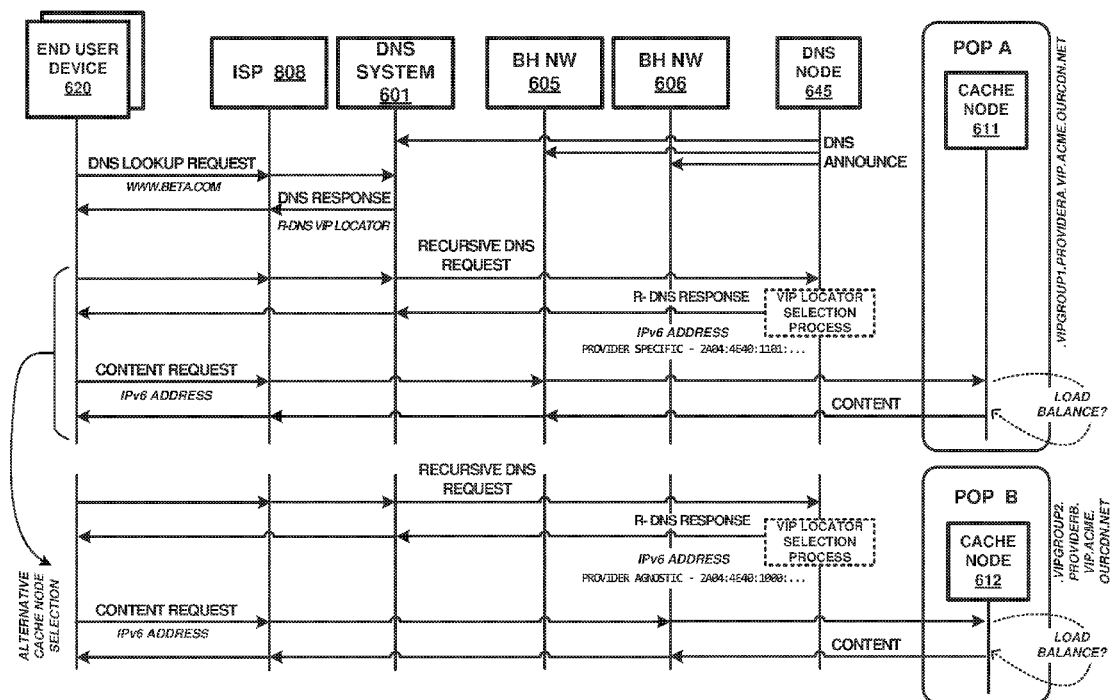 END USER
DEVICE
620
ISP 808
DNS
SYSTEM
601
BH NW
605
BH NW
606
DNS
NODE
645
POP A
CACHE
NODE
611
.VIPGROUP1.PROVIDERA.VIP.ACME.OURCDN.NET
DNS
ANNOUNCE
DNS LOOKUP REQUEST
WWW.BETA.COM
DNS RESPONSE
R-DNS VIP LOCATOR
RECURSIVE DNS
REQUEST
R- DNS RESPONSE
VIP LOCATOR
SELECTION
PROCESS
IPv6 ADDRESS
PROVIDER SPECIFIC - 2A04:4E40:1101:...
CONTENT REQUEST
IPv6 ADDRESS
CONTENT
LOAD
BALANCE?
RECURSIVE DNS
REQUEST
R- DNS RESPONSE
VIP LOCATOR
SELECTION
PROCESS
IPv6 ADDRESS
PROVIDER AGNOSTIC - 2A04:4E40:1000:...
POP B
CACHE
NODE
612
.VIPGROUP2.
PROVIDERB.
VIP.ACME.
OURCDN.NET
ALTERNATIVE
CACHE NODE
SELECTION
CONTENT REQUEST
IPv6 ADDRESS
CONTENT
LOAD
BALANCE?